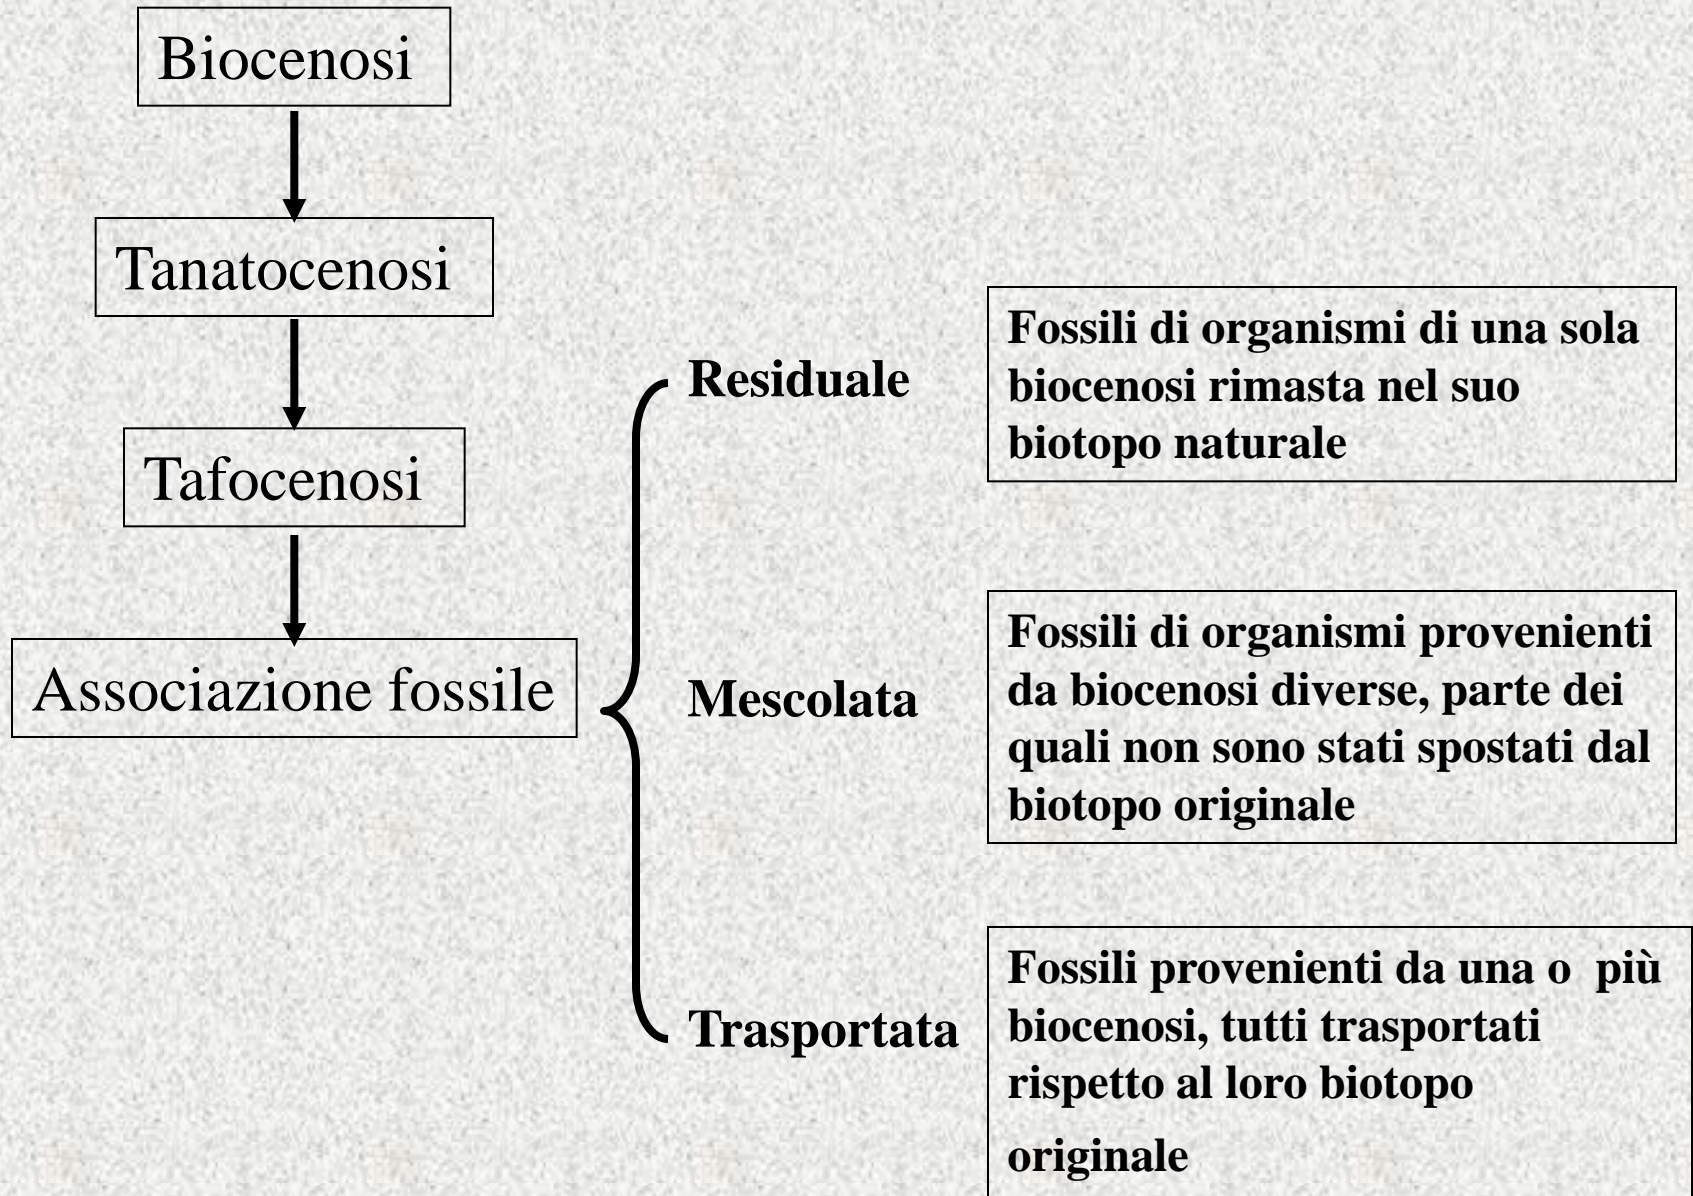 Biocenosi
Tanatocenosi
Tafocenosi
Associazione fossile
Residuale
Fossili di organismi di una sola
biocenosi rimasta nel suo
biotopo naturale
Mescolata
Fossili di organismi provenienti
da biocenosi diverse, parte dei
quali non sono stati spostati dal
biotopo originale
Trasportata
Fossili provenienti da una o  più
biocenosi, tutti trasportati
rispetto al loro biotopo
originale